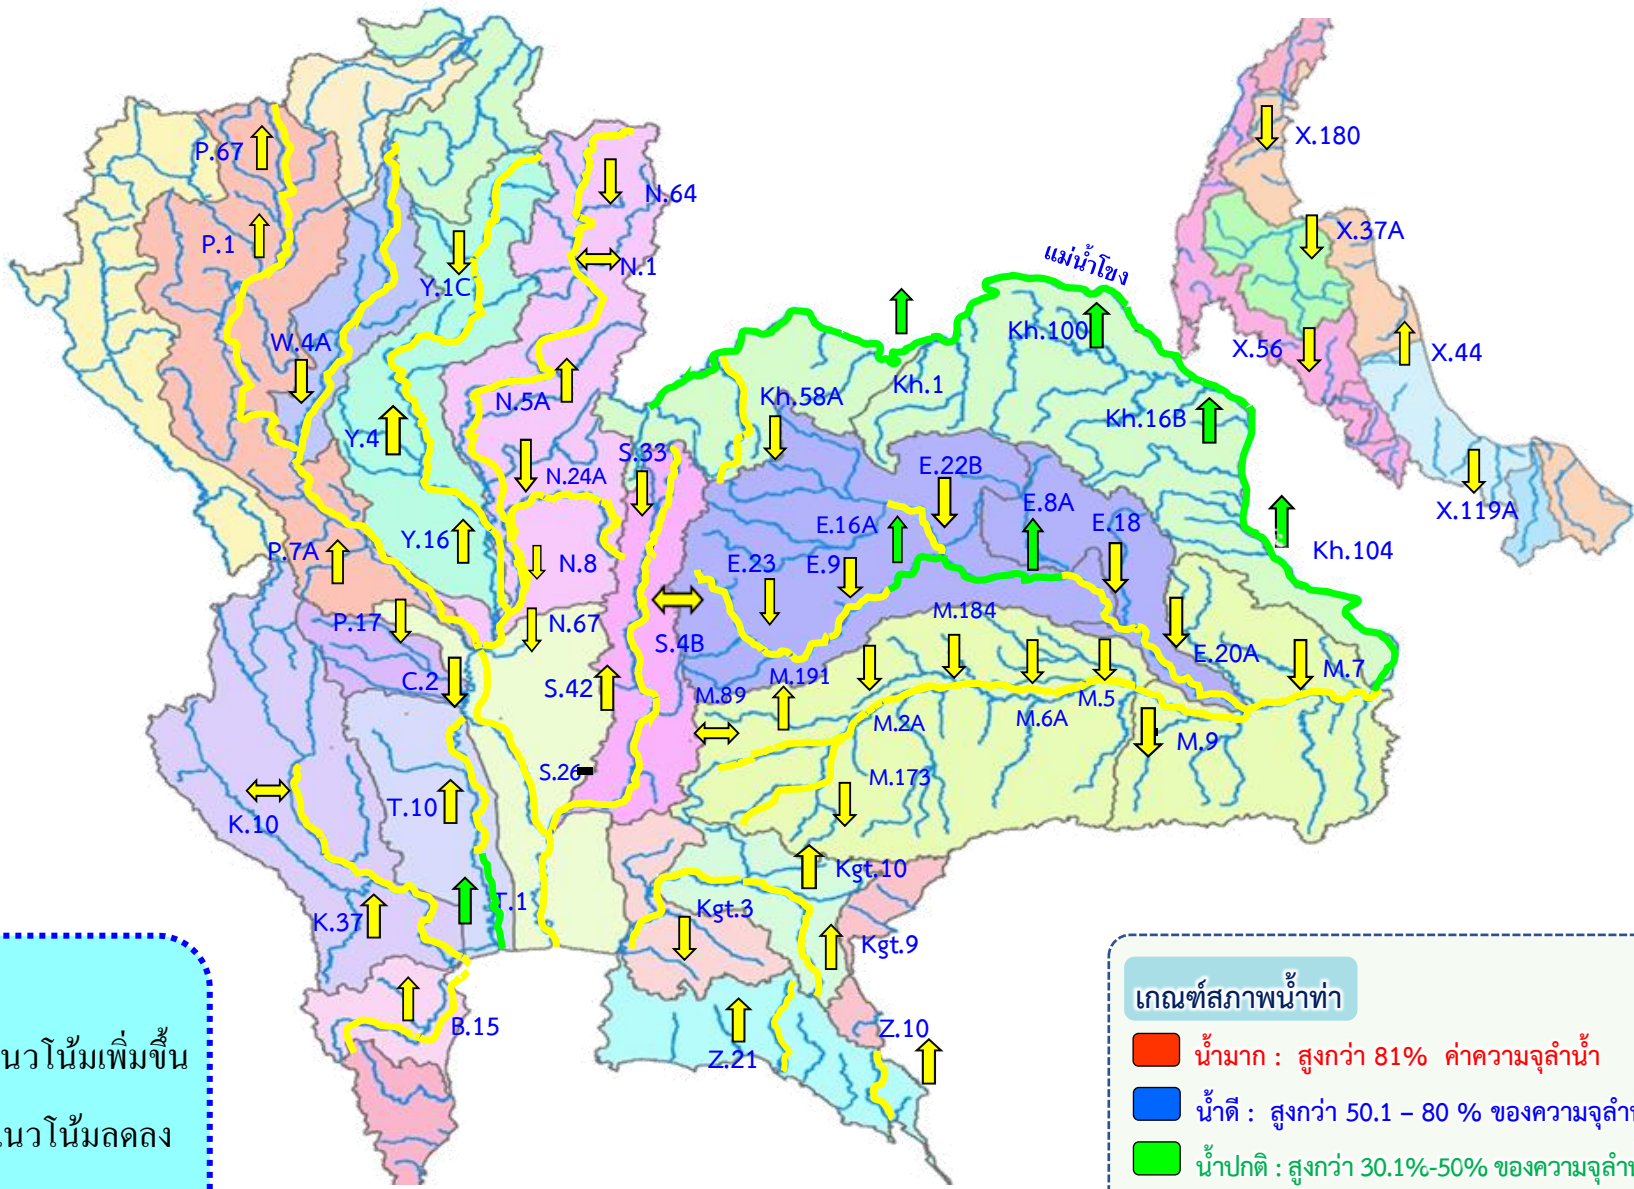 X.180
P.67
N.64
P.1
X.37A
แม่น้ำโขง
N.1
Y.1C
Kh.100
W.4A
X.56
X.44
Kh.1
Kh.58A
N.5A
Kh.16B
Y.4
S.33
E.22B
N.24A
E.8A
X.119A
E.16A
E.18
Y.16
P.7A
Kh.104
N.8
E.23
E.9
M.184
P.17
N.67
S.4B
E.20A
M.7
C.2
M.191
S.42
M.89
M.5
M.2A
M.6A
M.9
S.26
M.173
T.10
K.10
Kgt.10
T.1
Kgt.3
K.37
Kgt.9
B.15
Z.10
Z.21
นวโน้มเพิ่มขึ้น
นวโน้มลดลง
เกณฑ์สภาพน้ำท่า
น้ำมาก : สูงกว่า 81% ค่าความจุลำน้ำ
น้ำดี : สูงกว่า 50.1 – 80 % ของความจุลำ
น้ำปกติ : สูงกว่า 30.1%-50% ของความจุลำ